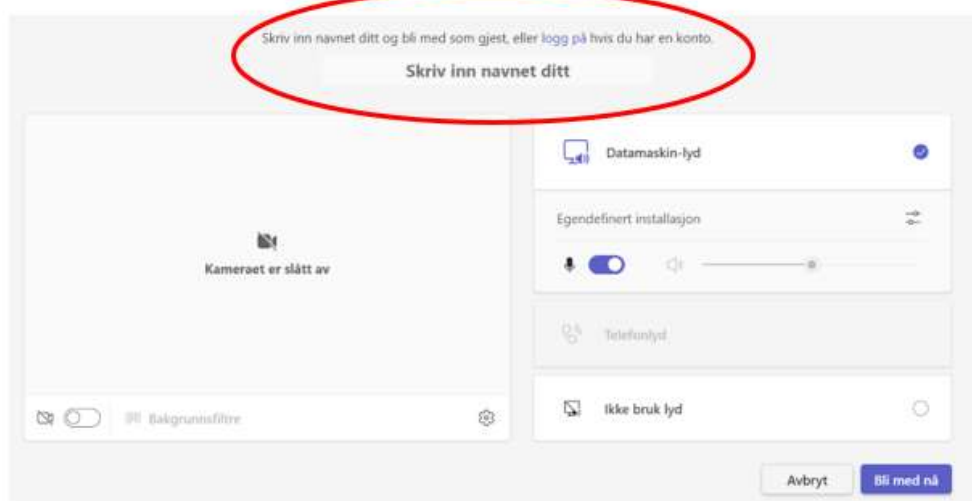 Skriv inn navnet ditt og bli med som gjest, eller logg på hvis du har en konto.
Skriv inn navnet ditt
Kameraet er slått av
Bakgrunnsfiltre
Datamaskin-lyd
Egendefinert installasjon
Telefonlyd
Ikke bruk lyd
Avbryt
Bli med nå